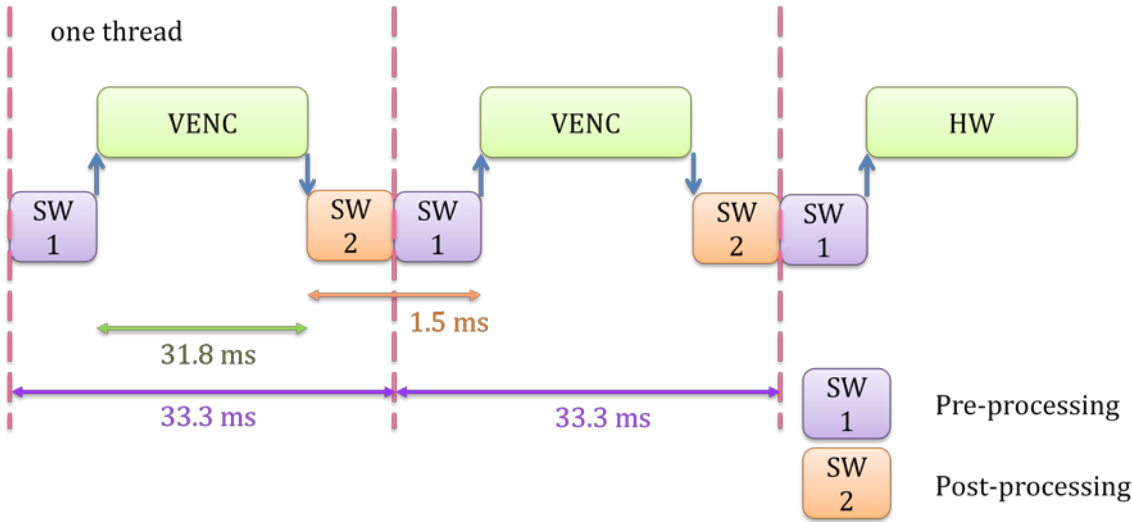 one thread
VENC
VENC
HW
SW
1
SW
2
SW
1
SW
2
SW
1
1.5 ms
31.8 ms
33.3 ms
33.3 ms
SW
1
Pre-processing
SW
2
Post-processing